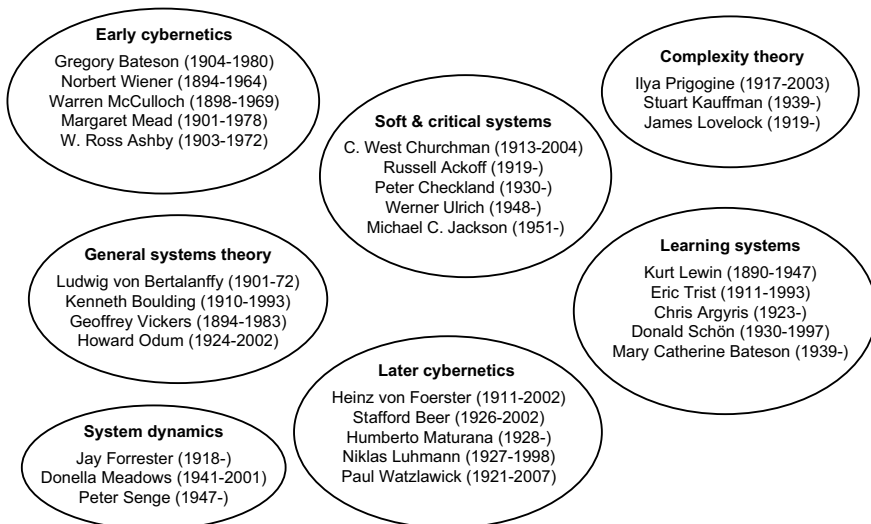 Early cybernetics
Gregory Bateson (1904-1980)
Norbert Wiener (1894-1964)
Warren McCulloch (1898-1969)
Margaret Mead (1901-1978)
W. Ross Ashby (1903-1972)
Complexity theory
Ilya Prigogine (1917-2003)
Stuart Kauffman (1939-)
James Lovelock (1919-)
Soft & critical systems
C. West Churchman (1913-2004)
Russell Ackoff (1919-)
Peter Checkland (1930-)
Werner Ulrich (1948-)
Michael C. Jackson (1951-)
General systems theory
Ludwig von Bertalanffy (1901-72)
Kenneth Boulding (1910-1993)
Geoffrey Vickers (1894-1983)
Howard Odum (1924-2002)
Learning systems
Kurt Lewin (1890-1947)
Eric Trist (1911-1993)
Chris Argyris (1923-)
Donald Schön (1930-1997)
Mary Catherine Bateson (1939-)
Later cybernetics
Heinz von Foerster (1911-2002)
Stafford Beer (1926-2002)
Humberto Maturana (1928-)
Niklas Luhmann (1927-1998)
Paul Watzlawick (1921-2007)
System dynamics
Jay Forrester (1918-)
Donella Meadows (1941-2001)
Peter Senge (1947-)